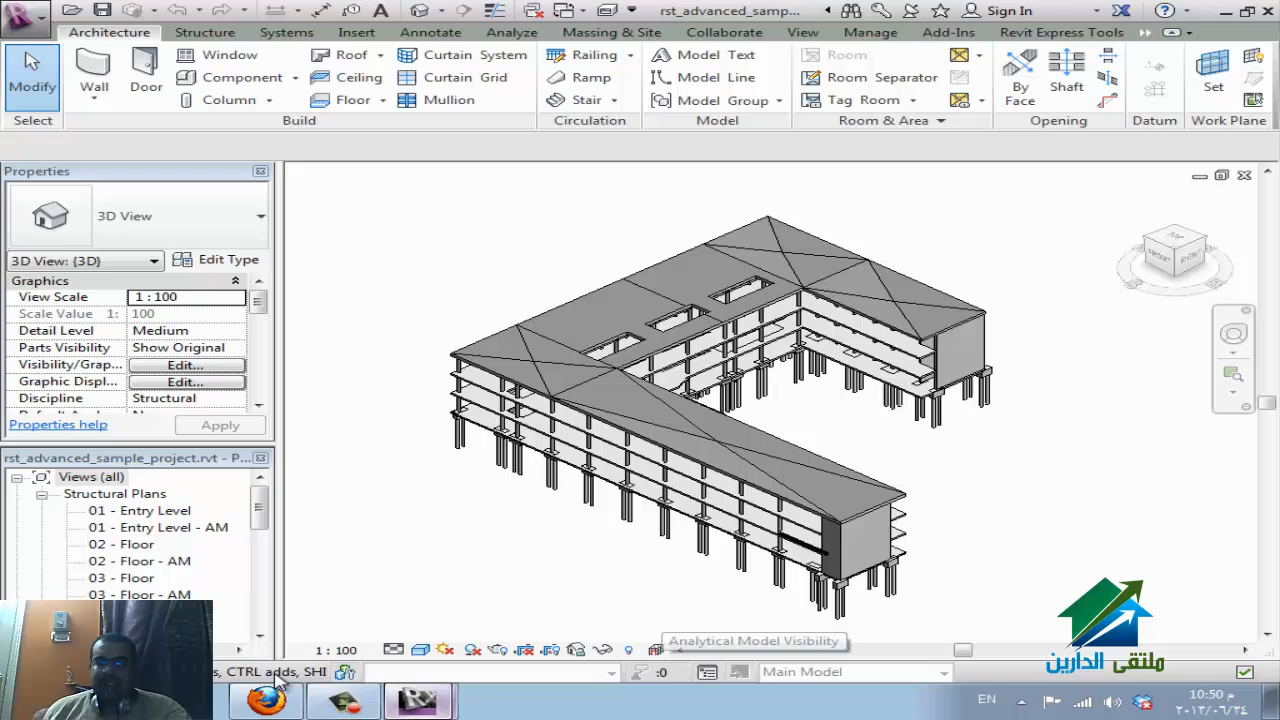 rst_advanced_samp...
Sign In
Architecture Structure Systems Insert Annotate Analyze Massing & Site Collaborate View Manage Add-Ins Revit Express Tools
Modify
Wall
Door
Window
Component
Column
Roof
Ceiling
Floor
Curtain System
Curtain Grid
Mullion
Railing
Ramp
Stair
Model Text
Model Line
Model Group
Room
Room Separator
Tag Room
By
Face
Shaft
Set
Select Build Circulation Model Room & Area Opening Datum Work Plane
Properties
3D View
3D View: {3D} Edit Type
Graphics
View Scale 1 : 100
Scale Value 1: 100
Detail Level Medium
Parts Visibility Show Original
Visibility/Grap... Edit...
Graphic Displ... Edit...
Discipline Structural
Properties help Apply
rst_advanced_sample_project.rvt - P...
Views (all)
Structural Plans
01 - Entry Level
01 - Entry Level - AM
02 - Floor
02 - Floor - AM
03 - Floor
03 - Floor - AM
TOP
FRONT
RIGHT
1 : 100
Analytical Model Visibility
s, CTRL adds, SHI
:0
Main Model
ملتقى الدارين
EN
10:50 م
٢٠١٣/٠٦/٢٤